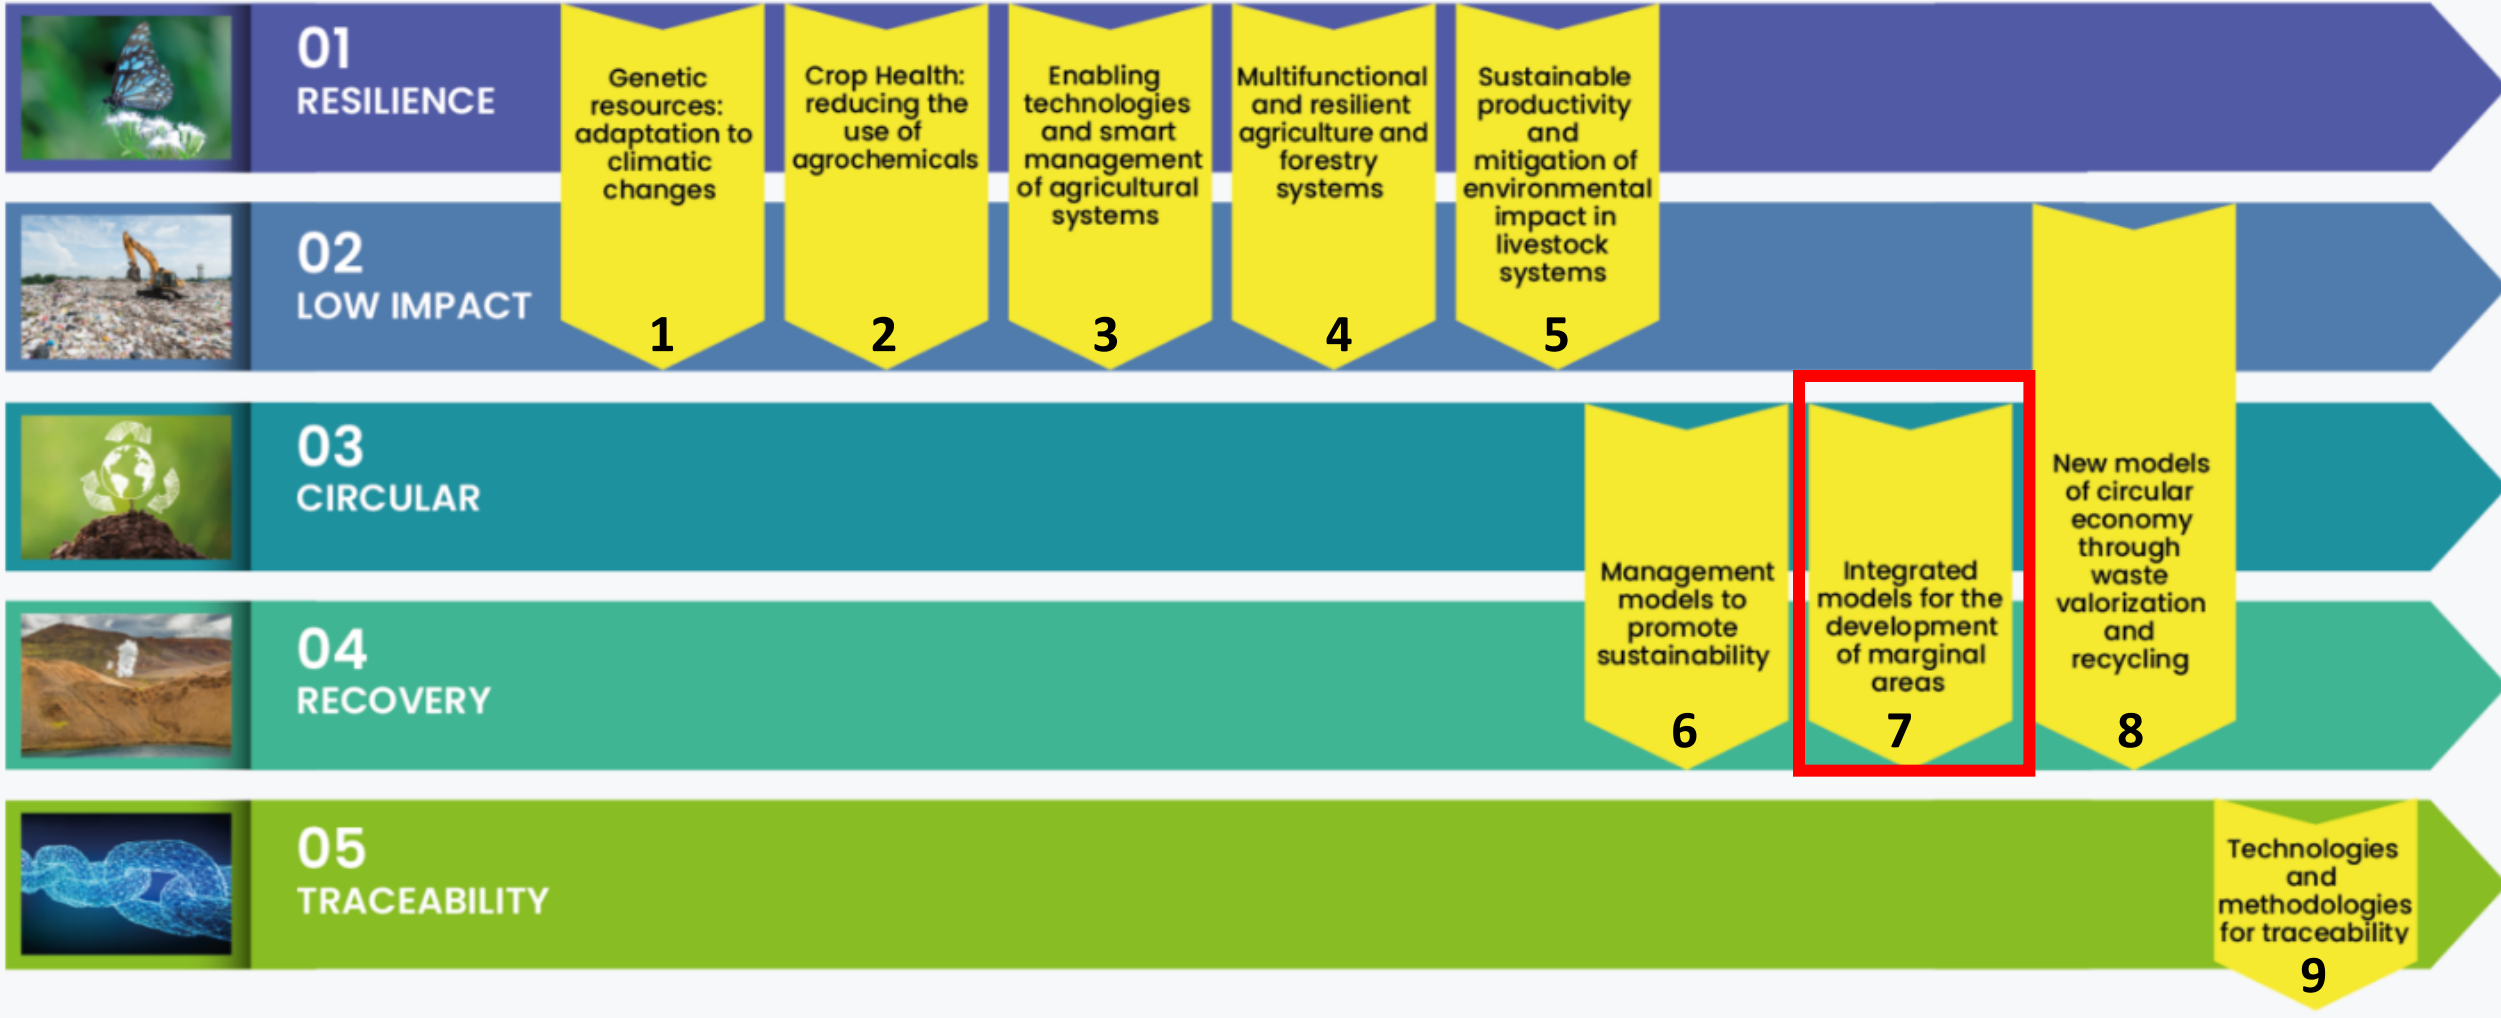 01
RESILIENCE
Genetic
resources:
adaptation to
climatic
changes
1
Crop Health:
reducing the
use of
agrochemicals
2
Enabling
technologies
and smart
management
of agricultural
systems
3
Multifunctional
and resilient
agriculture and
forestry
systems
4
Sustainable
productivity
and
mitigation of
environmental
impact in
livestock
systems
5
02
LOW IMPACT
03
CIRCULAR
Management
models to
promote
sustainability
6
Integrated
models for the
development
of marginal
areas
7
New models
of circular
economy
through
waste
valorization
and
recycling
8
04
RECOVERY
05
TRACEABILITY
Technologies
and
methodologies
for traceability
9